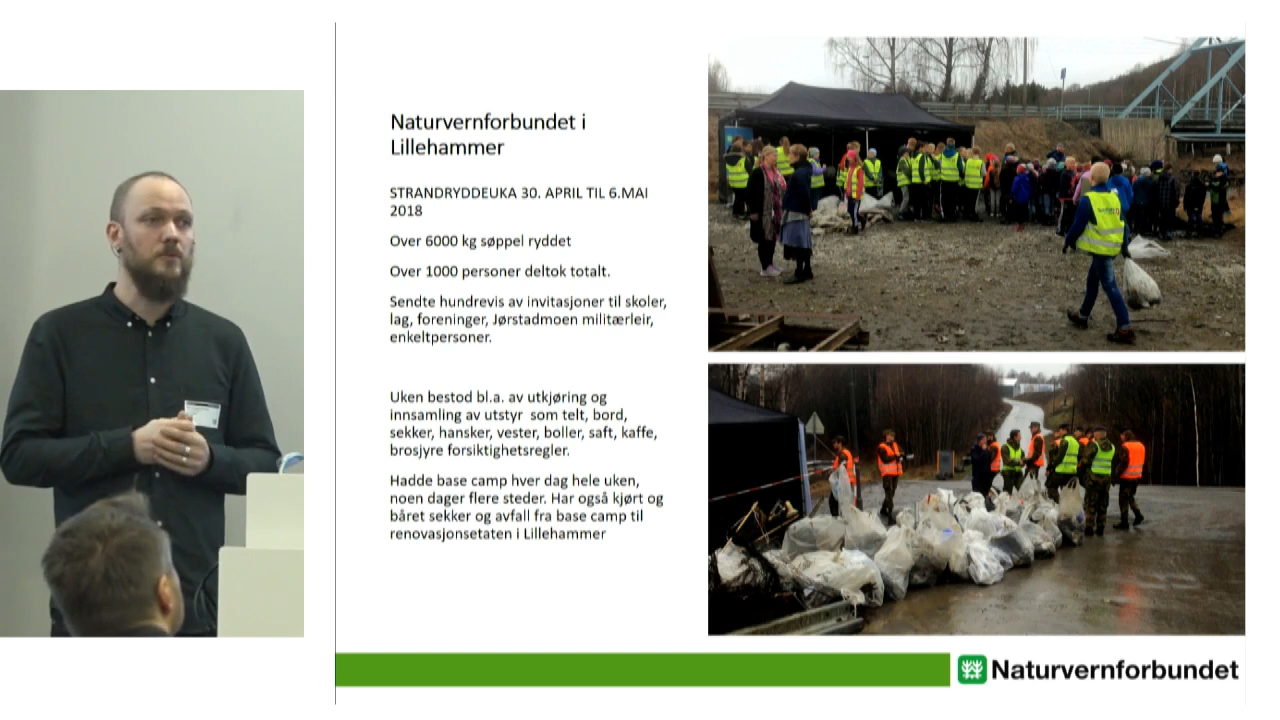 Naturvernforbundet i
Lillehammer
STRANDRYDDEUKA 30. APRIL TIL 6.MAI
2018
Over 6000 kg søppel ryddet
Over 1000 personer deltok totalt.
Sendte hundrevis av invitasjoner til skoler,
lag, foreninger, Jørstadmoen militærleir,
enkeltpersoner.
Uken bestod bl.a. av utkjøring og
innsamling av utstyr  som telt, bord,
sekker, hansker, vester, boller, saft, kaffe,
brosjyre forsiktighetsregler.
Hadde base camp hver dag hele uken,
noen dager flere steder. Har også kjørt og
båret sekker og avfall fra base camp til
renovasjonsetaten i Lillehammer
Naturvernforbundet